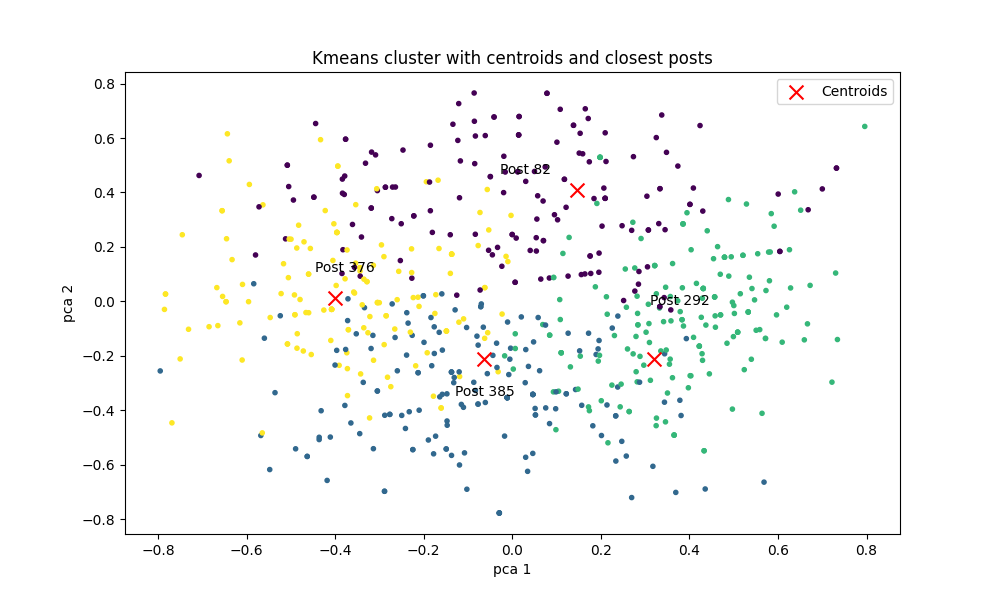 Kmeans cluster with centroids and closest posts
Centroids
0.8
0.6
0.4
0.2
0.0
−0.2
−0.4
−0.6
−0.8
pca 2
Post 82
Post 376
Post 292
Post 385
−0.8 −0.6 −0.4 −0.2 0.0 0.2 0.4 0.6 0.8
pca 1